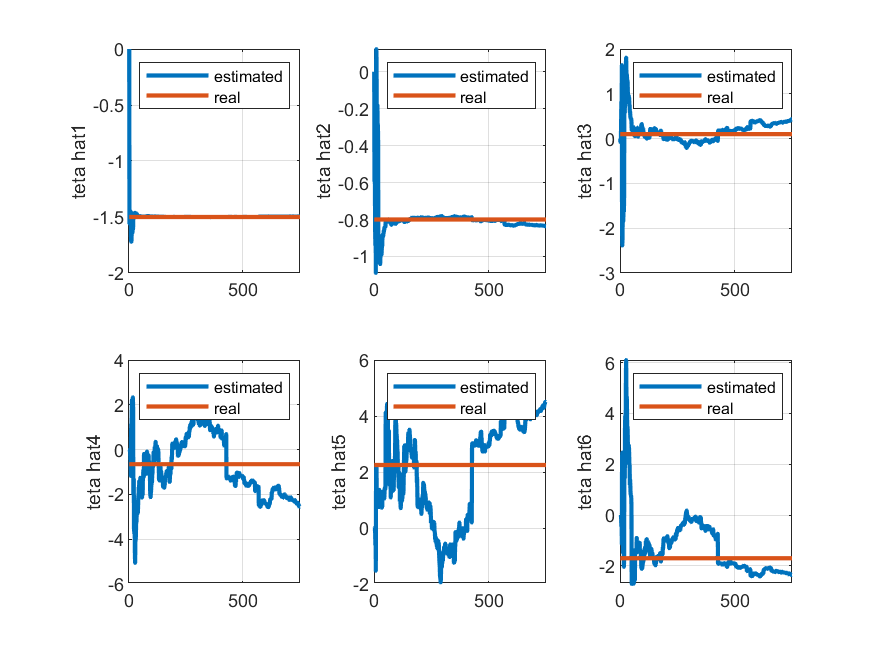 0
-0.5
-1
-1.5
-2
teta hat1
estimated
real
0 500
0
-0.2
-0.4
-0.6
-0.8
-1
teta hat2
estimated
real
0 500
2
1
0
-1
-2
-3
teta hat3
estimated
real
0 500
4
2
0
-2
-4
-6
teta hat4
estimated
real
0 500
6
4
2
0
-2
teta hat5
estimated
real
0 500
6
4
2
0
-2
teta hat6
estimated
real
0 500